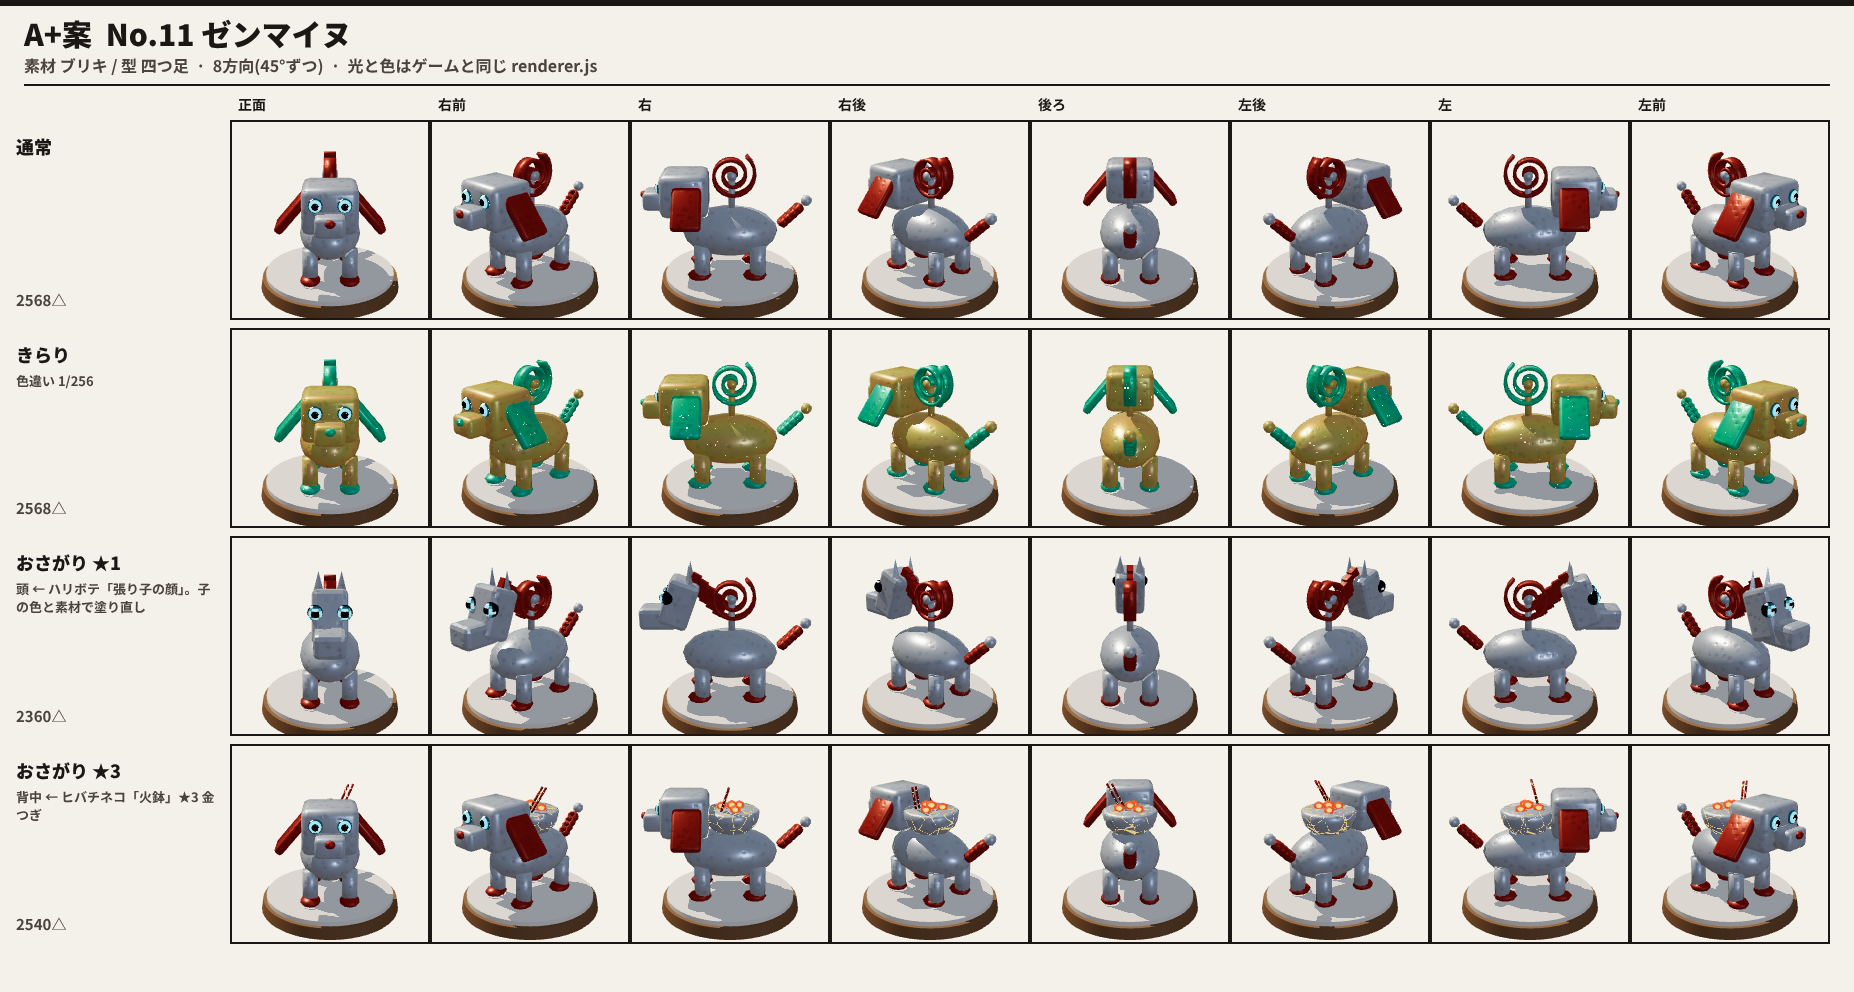 A+案 No.11 ゼンマイヌ
素材 ブリキ / 型 四つ足 ・ 8方向(45°ずつ) ・ 光と色はゲームと同じ renderer.js
正面 右前 右 右後 後ろ 左後 左 左前
通常
2568△
きらり
色違い 1/256
2568△
おさがり ★1
頭 ← ハリボテ「張り子の顔」。子
の色と素材で塗り直し
2360△
おさがり ★3
背中 ← ヒバチネコ「火鉢」★3 金
つぎ
2540△